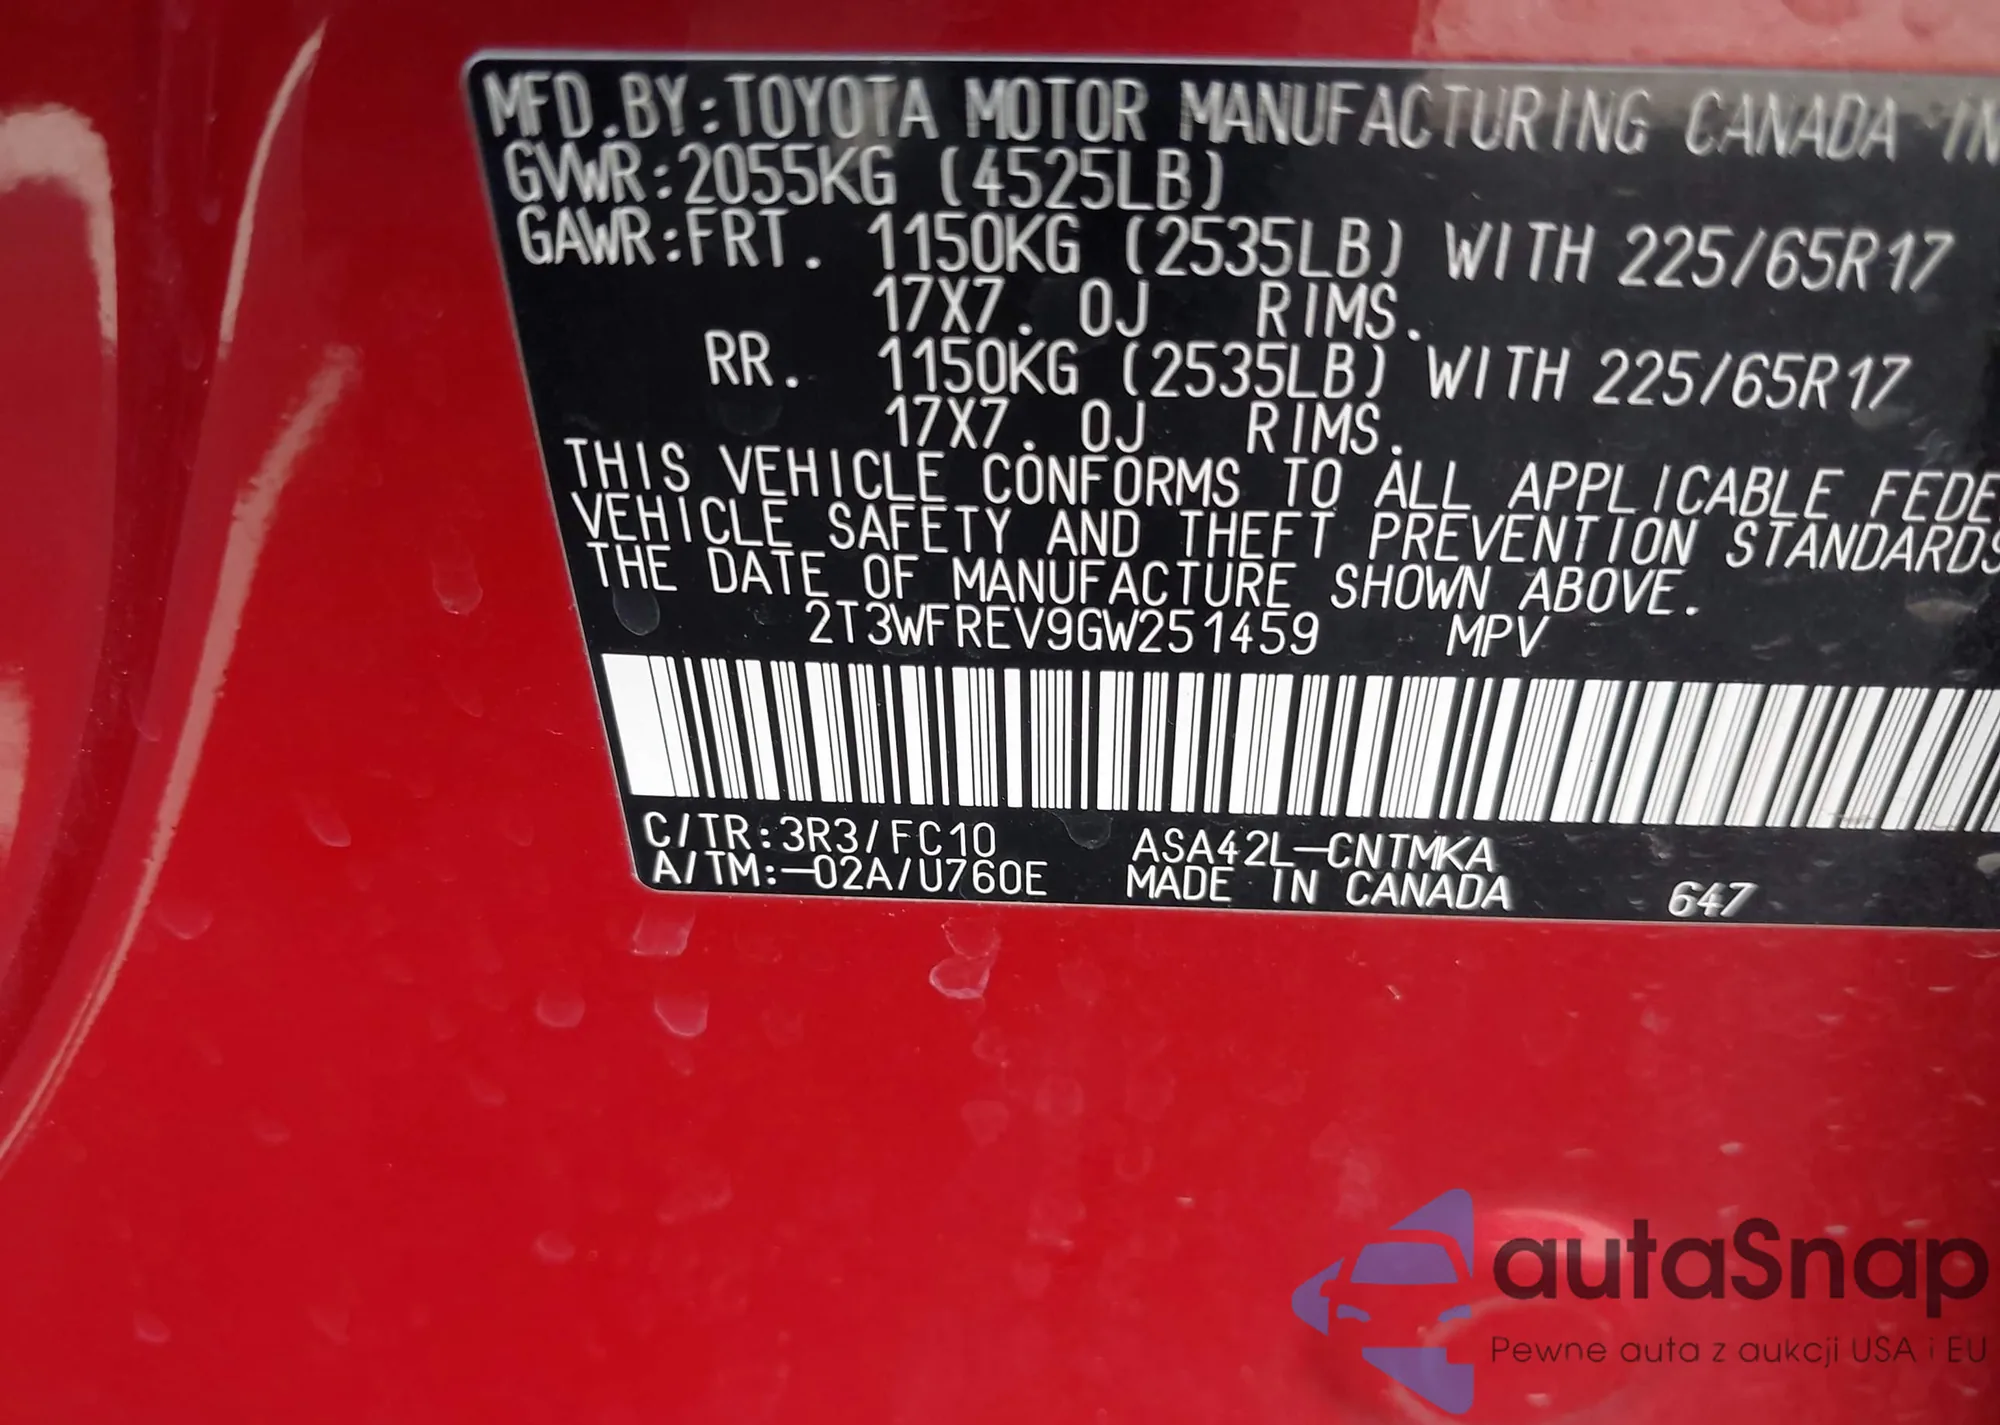 MFD.BY:TOYOTA MOTOR MANUFACTURING CANADA IN
GVWR:2055KG (4525LB)
GAWR:FRT. 1150KG (2535LB) WITH 225/65R17
17X7. 0J RIMS.
RR. 1150KG (2535LB) WITH 225/65R17
17X7. 0J RIMS.
THIS VEHICLE CONFORMS TO ALL APPLICABLE FEDE
VEHICLE SAFETY AND THEFT PREVENTION STANDARDS
THE DATE OF MANUFACTURE SHOWN ABOVE.
2T3WFREV9GW251459 MPV
C/TR:3R3/FC10 ASA42L-CNTMKA
A/TM:-02A/U760E MADE IN CANADA 647
autaSnap
Pewne auta z aukcji USA i EU